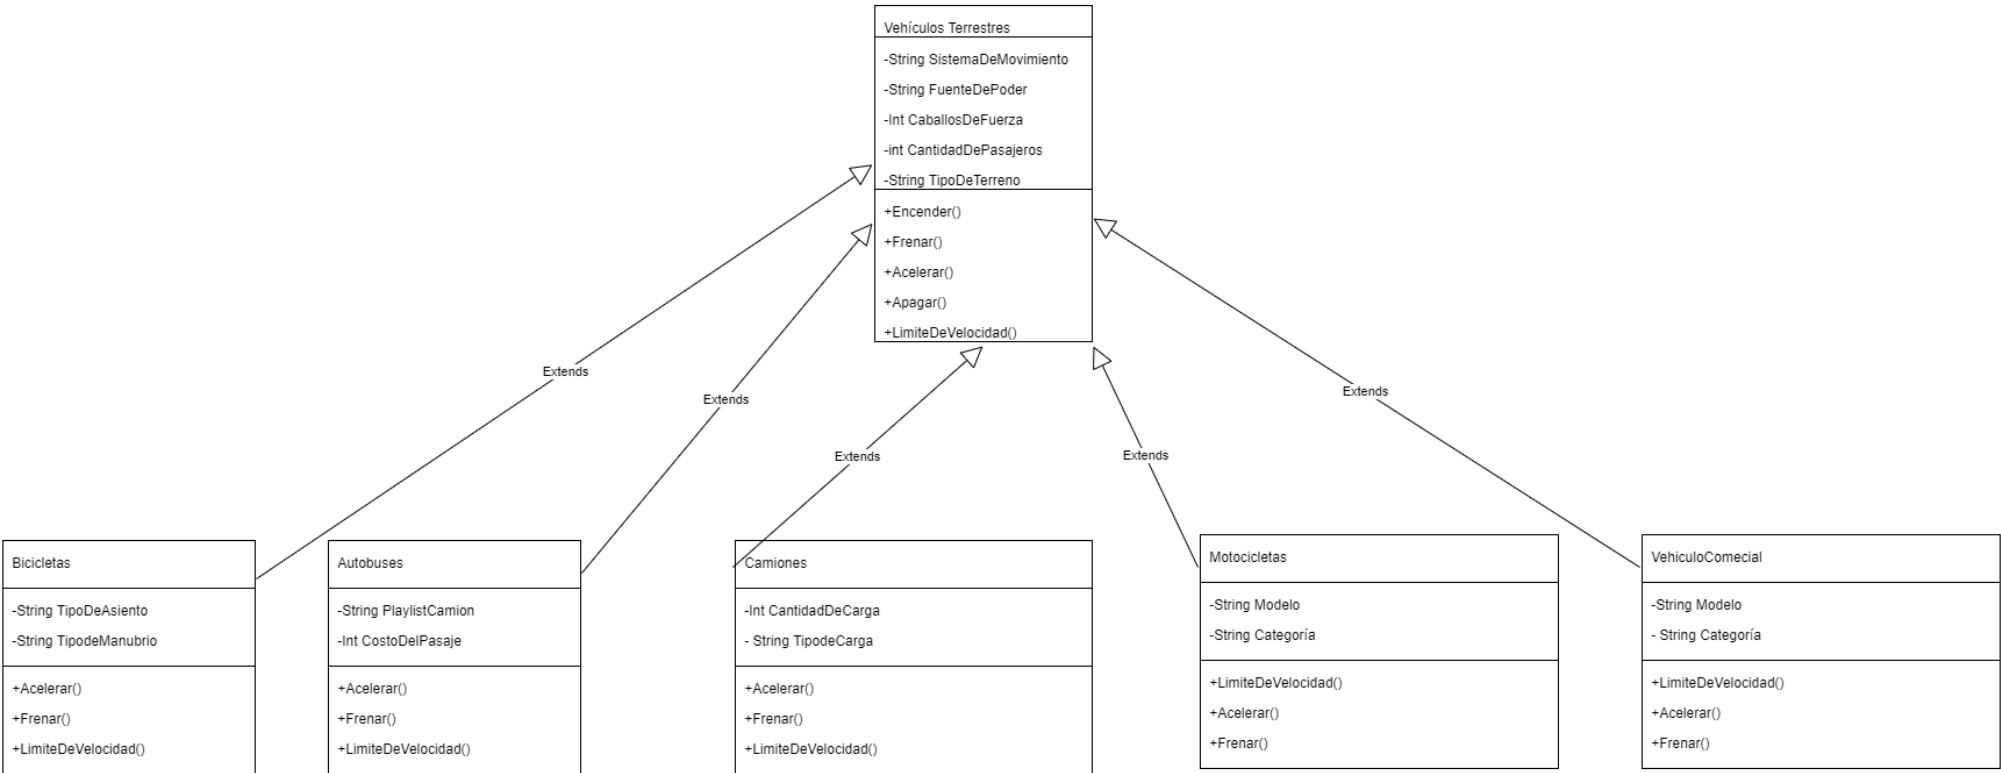 Vehículos Terrestres
-String SistemaDeMovimiento
-String FuenteDePoder
-Int CaballosDeFuerza
-int CantidadDePasajeros
-String TipoDeTerreno
+Encender()
+Frenar()
+Acelerar()
+Apagar()
+LimiteDeVelocidad()
Extends
Extends
Extends
Extends
Extends
Bicicletas
-String TipoDeAsiento
-String TipodeManubrio
+Acelerar()
+Frenar()
+LimiteDeVelocidad()
Autobuses
-String PlaylistCamion
-Int CostoDelPasaje
+Acelerar()
+Frenar()
+LimiteDeVelocidad()
Camiones
-Int CantidadDeCarga
- String TipodeCarga
+Acelerar()
+Frenar()
+LimiteDeVelocidad()
Motocicletas
-String Modelo
-String Categoría
+LimiteDeVelocidad()
+Acelerar()
+Frenar()
VehiculoComecial
-String Modelo
- String Categoría
+LimiteDeVelocidad()
+Acelerar()
+Frenar()